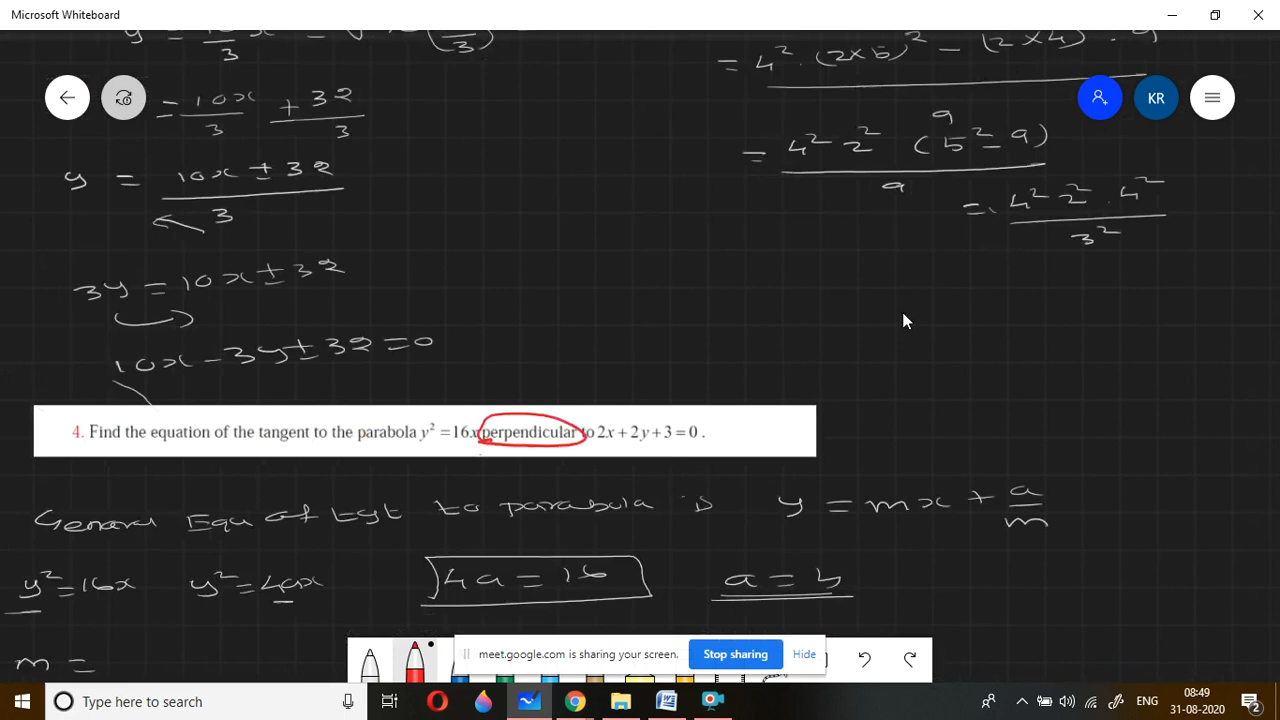 Microsoft Whiteboard
= 4² . (2×5)² - (2×4) . 9
KR
= 10x/3 + 32/3
= 4² 2² (5² - 9) 9 / 9
y = 10x ± 32 / 3
= 4² 2² . 4² / 3²
3y = 10x ± 32
10x - 3y ± 32 = 0
4. Find the equation of the tangent to the parabola y² = 16x perpendicular to 2x + 2y + 3 = 0 .
General Equ of tgt to parabola is y = mx + a/m
y² = 16x y² = 4ax 4a = 16 a = 4
m =
meet.google.com is sharing your screen. Stop sharing Hide
Type here to search
ENG
08:49
31-08-2020
2